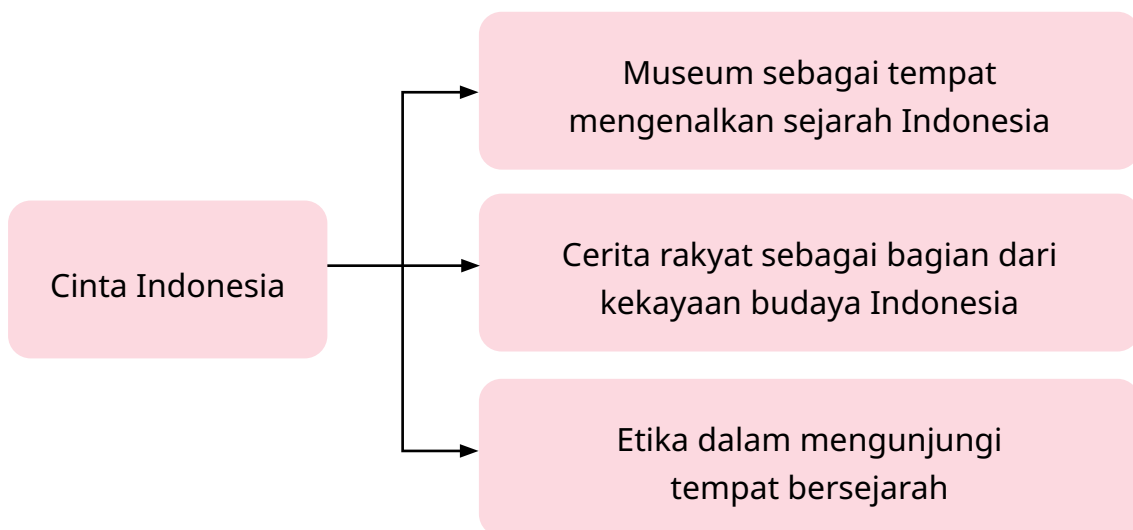 Cinta Indonesia
Museum sebagai tempat
mengenalkan sejarah Indonesia
Cerita rakyat sebagai bagian dari
kekayaan budaya Indonesia
Etika dalam mengunjungi
tempat bersejarah